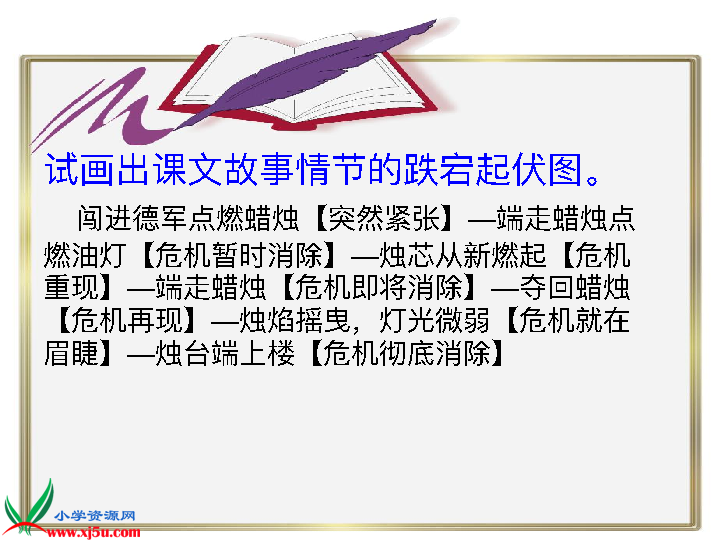 试画出课文故事情节的跌宕起伏图。
闯进德军点燃蜡烛【突然紧张】—端走蜡烛点
燃油灯【危机暂时消除】—烛芯从新燃起【危机
重现】—端走蜡烛【危机即将消除】—夺回蜡烛
【危机再现】—烛焰摇曳，灯光微弱【危机就在
眉睫】—烛台端上楼【危机彻底消除】
小学资源网
www.xj5u.com